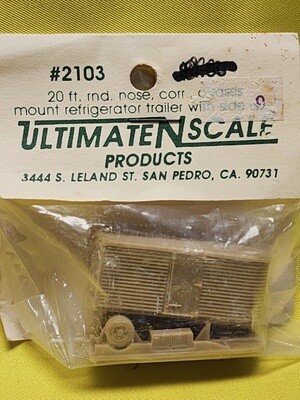 #2103
20 ft. rnd. nose, corr., chassis
mount refrigerator trailer with side
ULTIMATE N SCALE
PRODUCTS
3444 S. LELAND ST. SAN PEDRO, CA. 90731